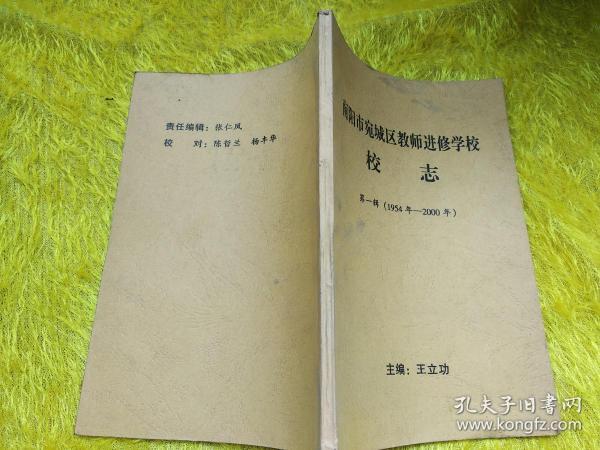 责任编辑：张仁凤
校 对：陈哲兰 杨丰华
南阳市宛城区教师进修学校
校 志
第一辑（1954年—2000年）
主编：王立功
孔夫子旧书网
www.kongfz.com